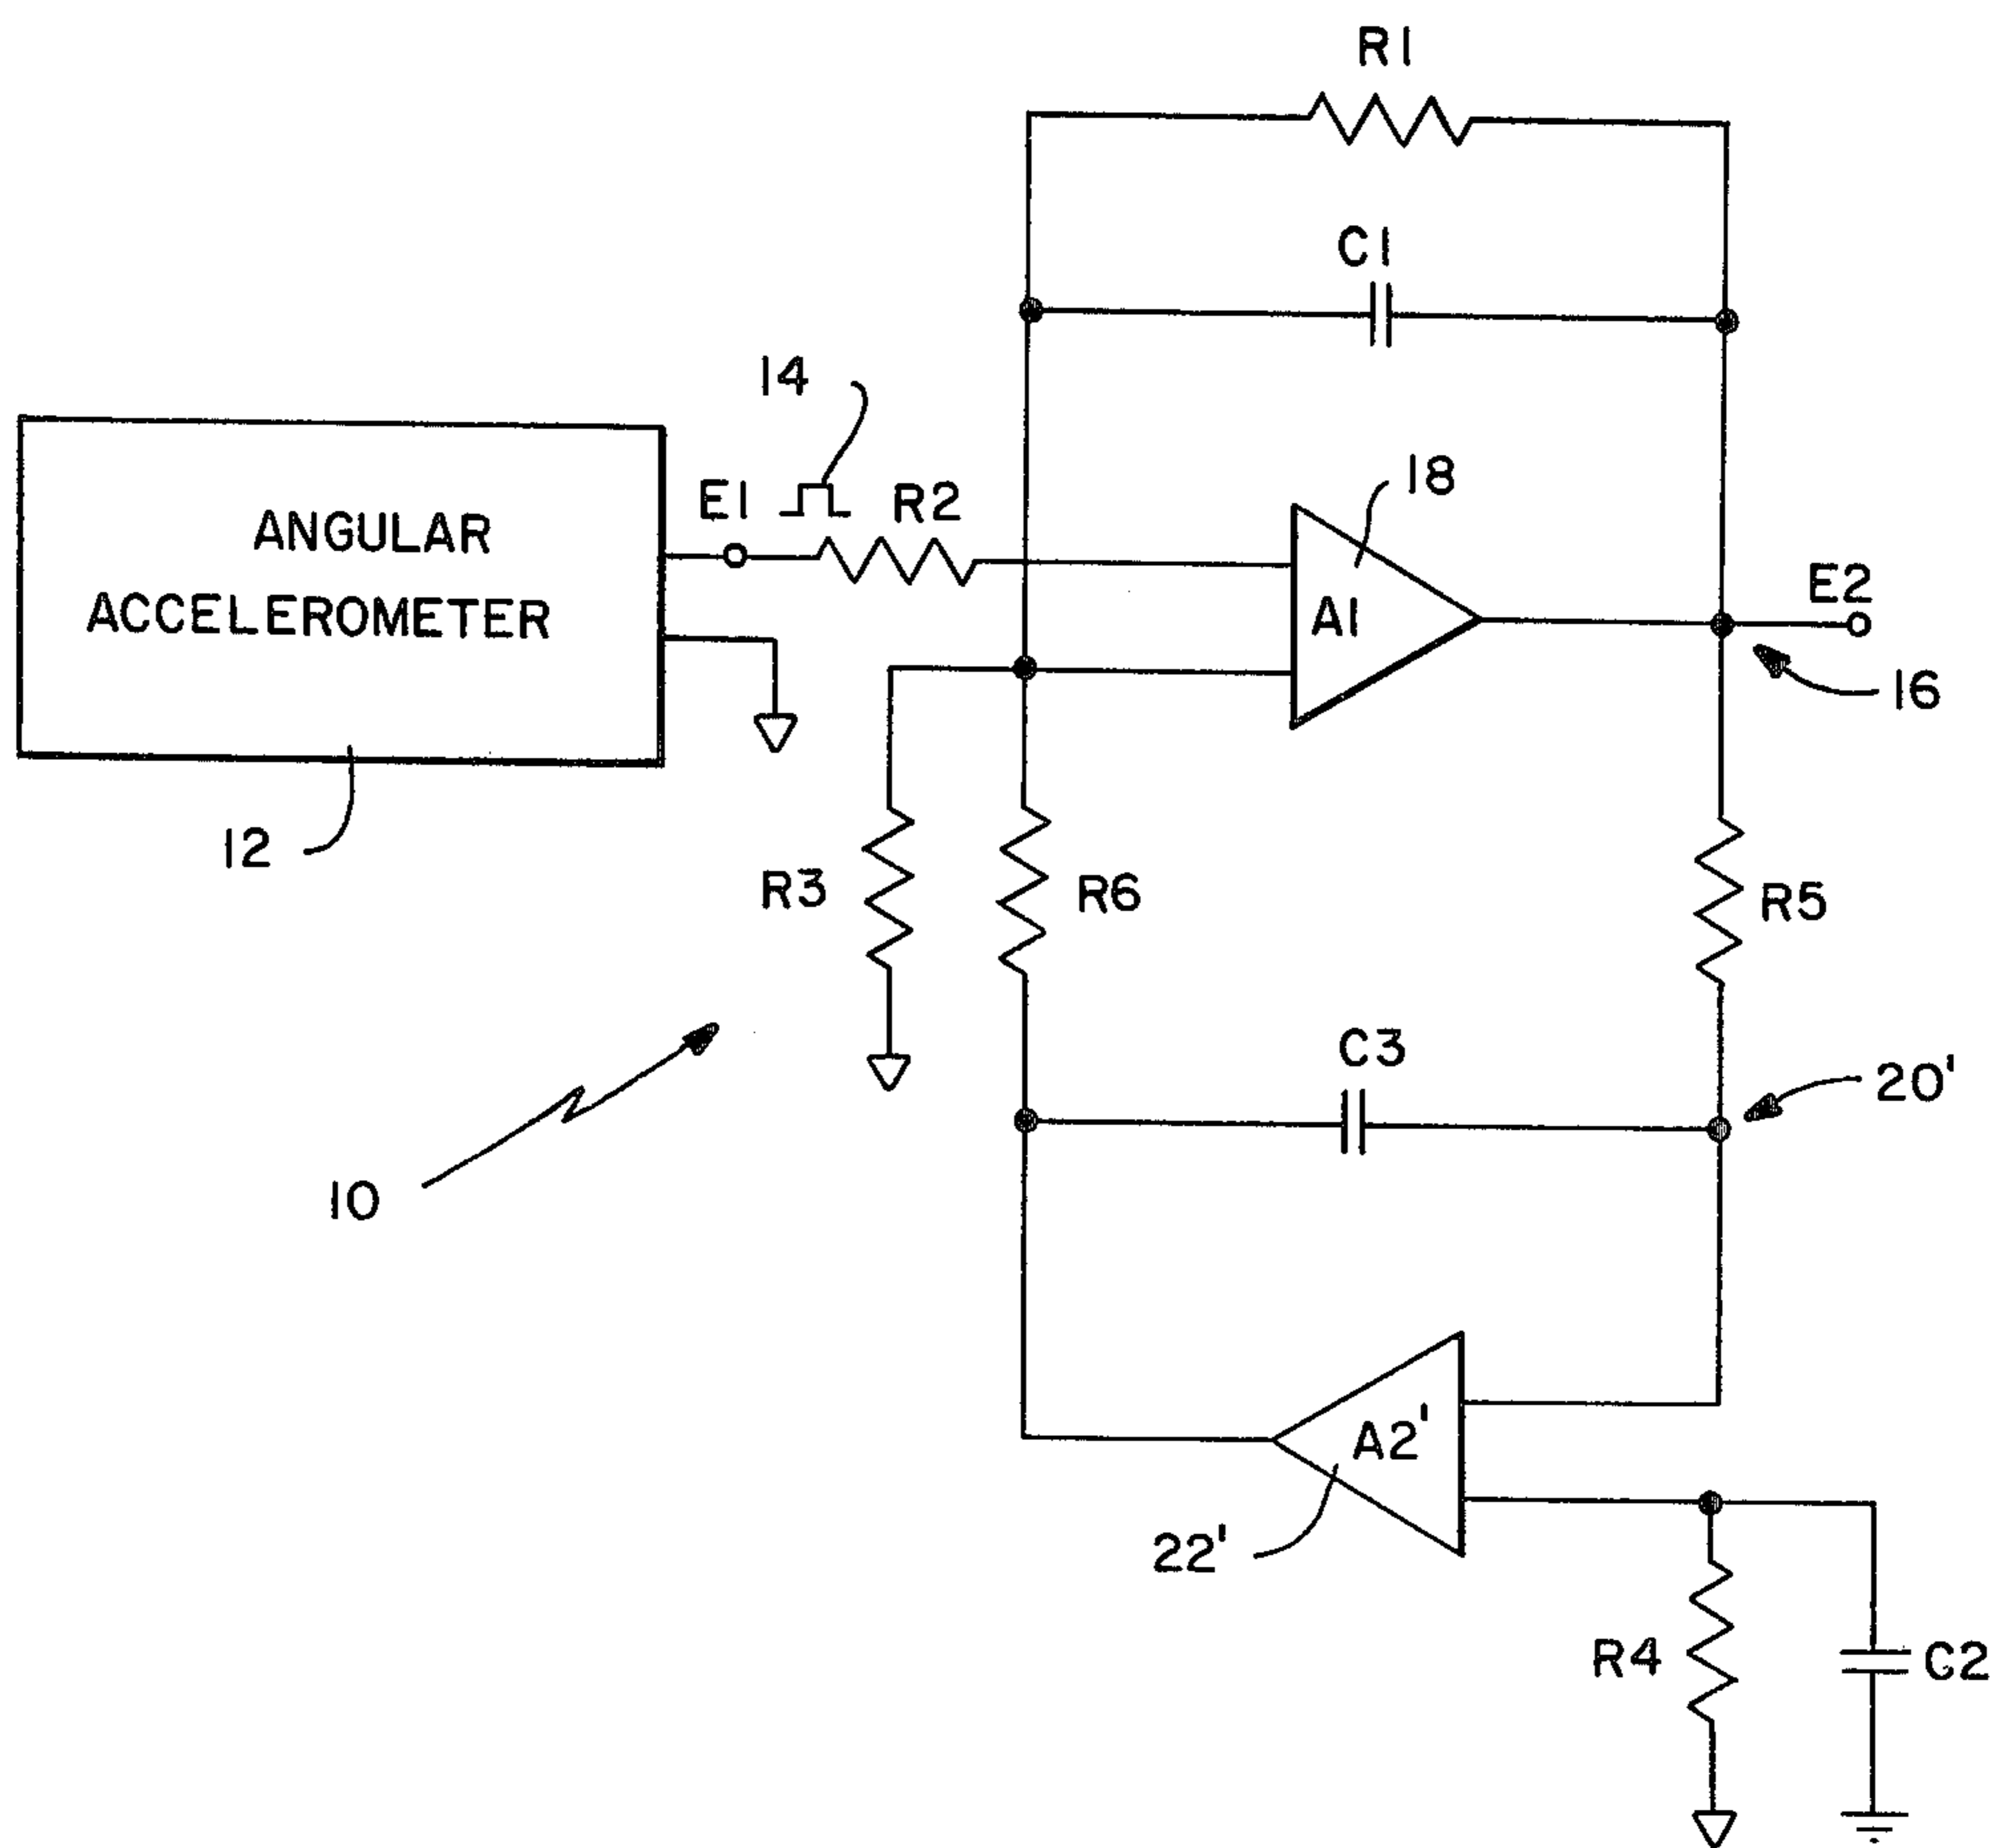 R1
C1
14
E1
R2
18
ANGULAR
ACCELEROMETER
A1
E2
16
12
R3
R6
R5
C3
20'
10
A2'
22'
R4
C2